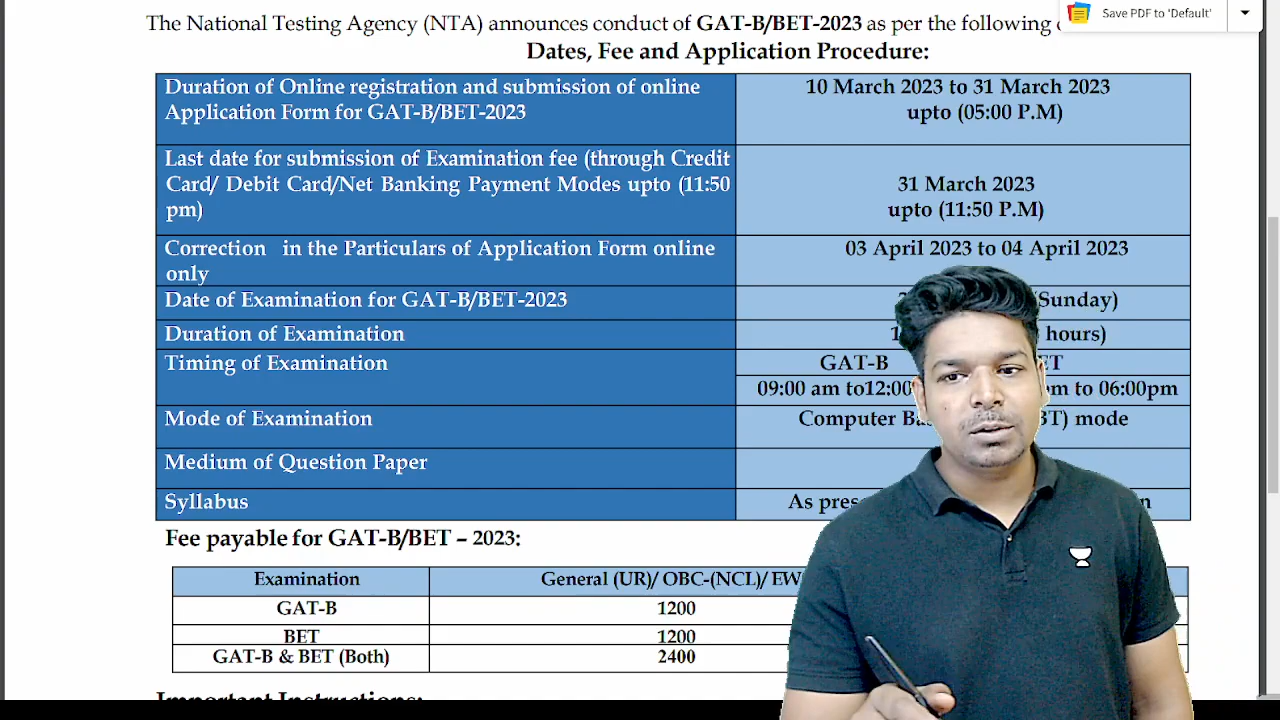 The National Testing Agency (NTA) announces conduct of GAT-B/BET-2023 as per the following
Save PDF to 'Default'
Dates, Fee and Application Procedure:
Duration of Online registration and submission of online
Application Form for GAT-B/BET-2023
10 March 2023 to 31 March 2023
upto (05:00 P.M)
Last date for submission of Examination fee (through Credit
Card/ Debit Card/Net Banking Payment Modes upto (11:50
pm)
31 March 2023
upto (11:50 P.M)
Correction in the Particulars of Application Form online
only
03 April 2023 to 04 April 2023
Date of Examination for GAT-B/BET-2023
(Sunday)
Duration of Examination
hours)
Timing of Examination
GAT-B
09:00 am to12:00
to 06:00pm
Mode of Examination
Computer
mode
Medium of Question Paper
Syllabus
As
Fee payable for GAT-B/BET – 2023:
Examination
General (UR)/ OBC-(NCL)/
GAT-B
1200
BET
1200
GAT-B & BET (Both)
2400
Important Instructions: